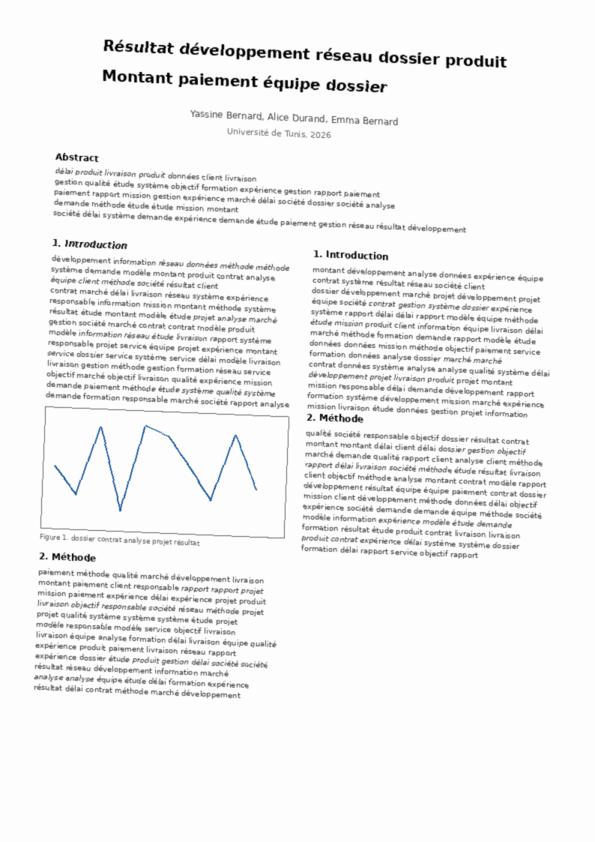 Résultat développement réseau dossier produit
Montant paiement équipe dossier
Yassine Bernard, Alice Durand, Emma Bernard
Université de Tunis, 2026
Abstract
délai produit livraison produit données client livraison
gestion qualité étude système objectif formation expérience gestion rapport paiement
paiement rapport mission gestion expérience marché délai société dossier société analyse
demande méthode étude étude mission montant
société délai système demande expérience demande étude paiement gestion réseau résultat développement
1. Introduction
développement information réseau données méthode méthode
système demande modèle montant produit contrat analyse
équipe client méthode société résultat client
contrat marché délai livraison réseau système expérience
responsable information mission montant méthode système
résultat étude montant modèle étude projet analyse marché
gestion société marché contrat contrat modèle produit
modèle information réseau étude livraison rapport système
responsable projet service équipe projet expérience montant
service dossier service système service délai modèle livraison
livraison gestion méthode gestion formation réseau service
objectif marché objectif livraison qualité expérience mission
demande paiement méthode étude système qualité système
demande formation responsable marché société rapport analyse
Figure 1. dossier contrat analyse projet résultat
2. Méthode
paiement méthode qualité marché développement livraison
montant paiement client responsable rapport rapport projet
mission paiement expérience délai expérience projet produit
livraison objectif responsable société réseau méthode projet
projet qualité système système système étude projet
modèle responsable modèle service objectif livraison
livraison équipe analyse formation délai livraison équipe qualité
expérience produit paiement livraison réseau rapport
expérience dossier étude produit gestion délai société société
résultat réseau développement information marché
analyse analyse équipe étude délai formation expérience
résultat délai contrat méthode marché développement
1. Introduction
montant développement analyse données expérience équipe
contrat système résultat réseau société client
dossier développement marché projet développement projet
équipe société contrat gestion système dossier expérience
système rapport délai délai rapport modèle équipe méthode
étude mission produit client information équipe livraison délai
marché méthode formation demande rapport modèle étude
données données mission méthode objectif paiement service
formation données analyse dossier marché marché
contrat données système analyse analyse qualité société délai
développement projet livraison produit projet montant
mission responsable délai demande développement rapport
formation système développement mission marché expérience
mission livraison étude données gestion projet information
2. Méthode
qualité société responsable objectif dossier résultat contrat
montant montant délai client délai dossier gestion objectif
marché demande qualité rapport client analyse client méthode
rapport délai livraison société méthode étude résultat livraison
client objectif méthode analyse montant contrat modèle rapport
développement résultat équipe équipe paiement contrat dossier
mission client développement méthode données délai objectif
expérience société demande demande équipe méthode société
modèle information expérience modèle étude demande
formation résultat étude produit contrat livraison livraison
produit contrat expérience délai système système dossier
formation délai rapport service objectif rapport